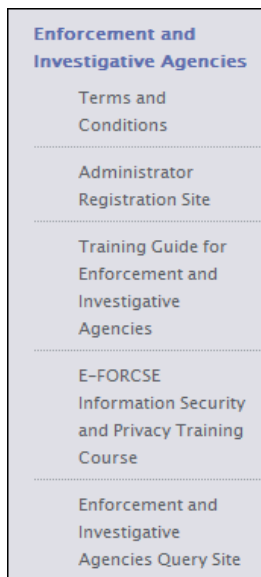 Enforcement and
Investigative Agencies
Terms and
Conditions
Administrator
Registration Site
Training Guide for
Enforcement and
Investigative
Agencies
E-FORCSE
Information Security
and Privacy Training
Course
Enforcement and
Investigative
Agencies Query Site